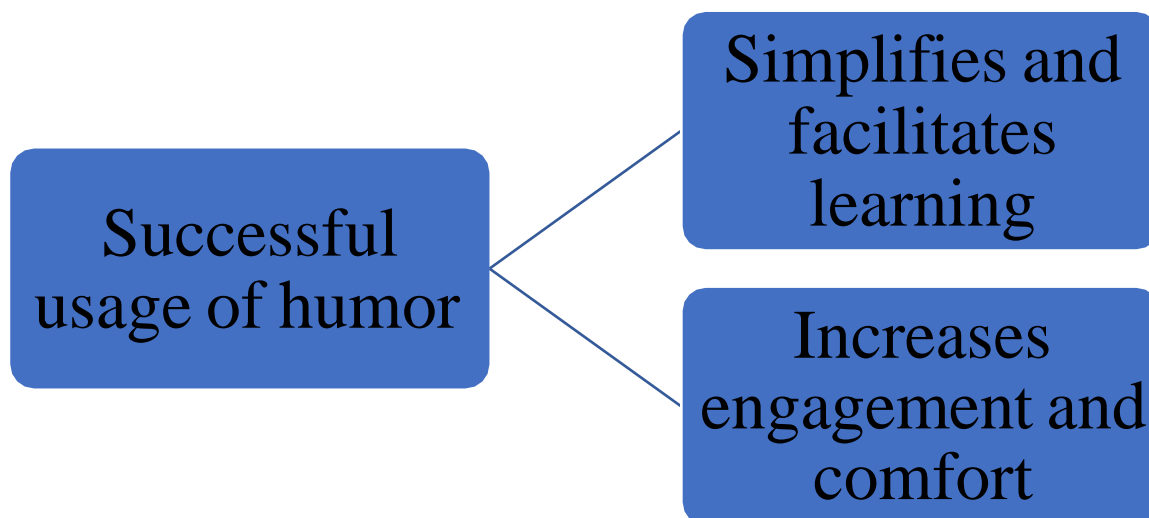 Successful
usage of humor
Simplifies and
facilitates
learning
Increases
engagement and
comfort